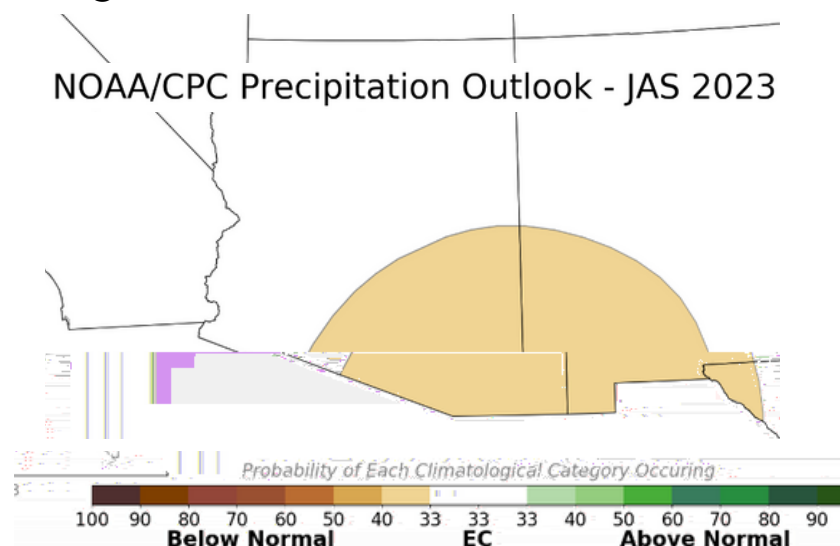 NOAA/CPC Precipitation Outlook - JAS 2023
Probability of Each Climatological Category Occuring
100 90 80 70 60 50 40 33 33 33 40 50 60 70 80 90
Below Normal EC Above Normal